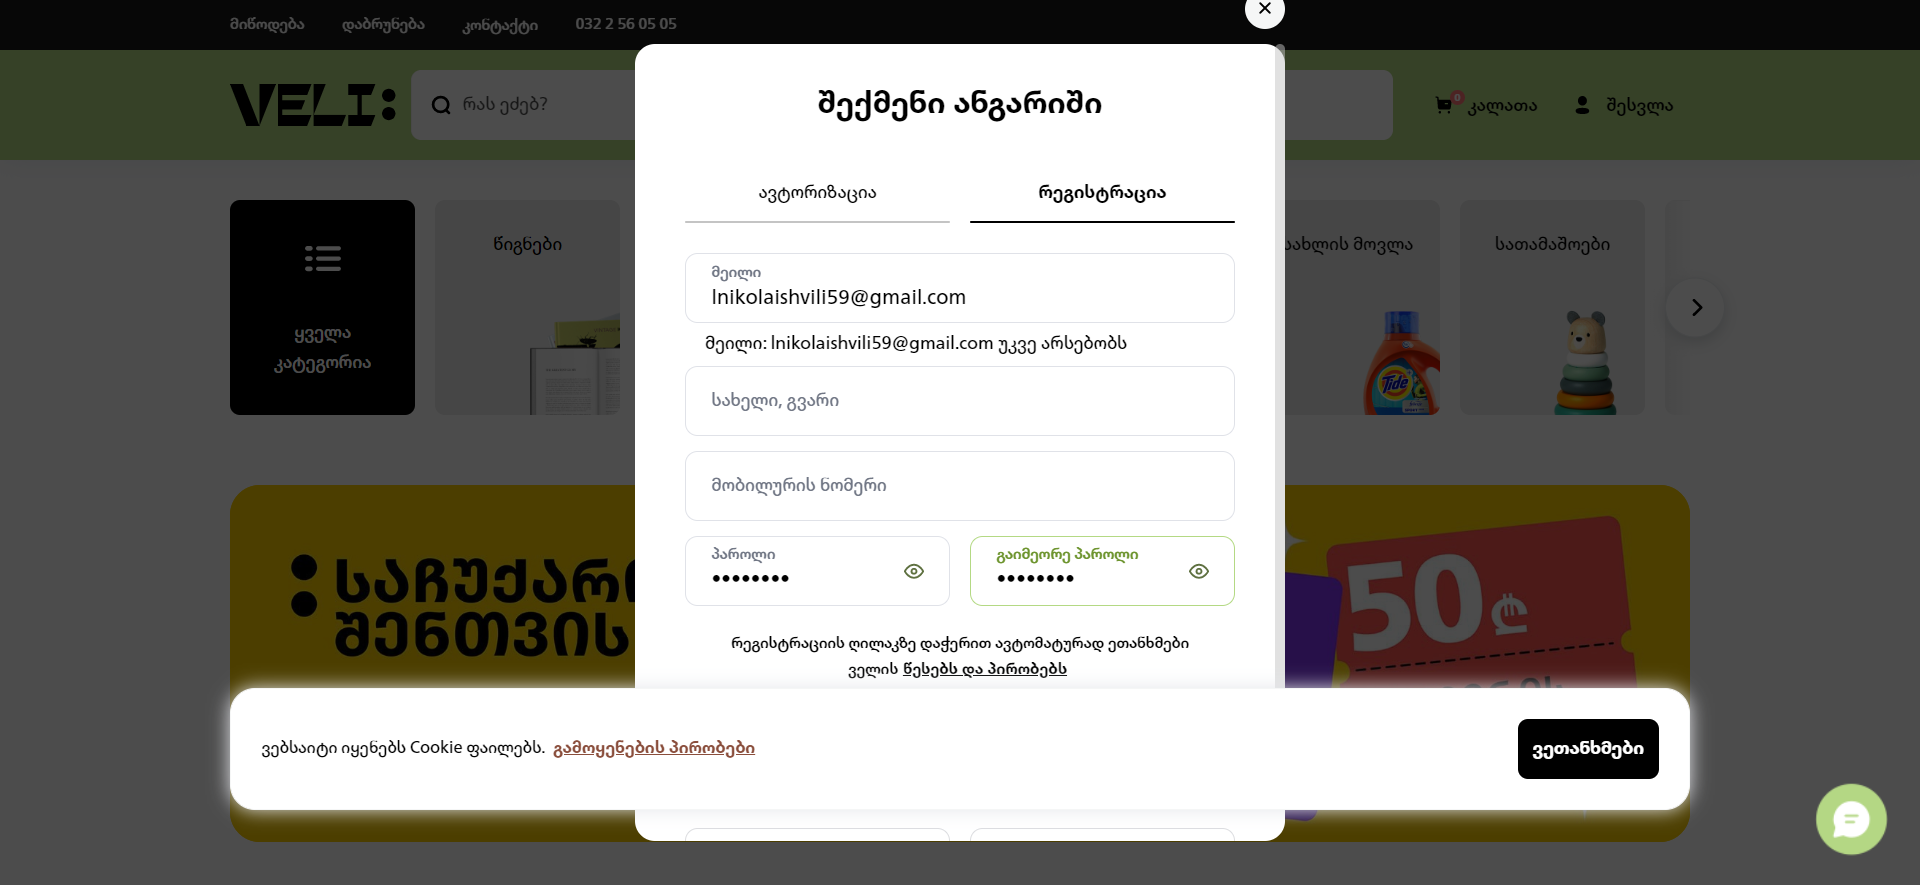 მიწოდება
დაბრუნება
კონტაქტი
032 2 56 05 05
VELI:
რას ეძებ?
0
კალათა
შესვლა
შექმენი ანგარიში
ავტორიზაცია
რეგისტრაცია
მეილი
lnikolaishvili59@gmail.com
მეილი: lnikolaishvili59@gmail.com უკვე არსებობს
სახელი, გვარი
მობილურის ნომერი
პაროლი
••••••••
გაიმეორე პაროლი
••••••••
რეგისტრაციის ღილაკზე დაჭერით ავტომატურად ეთანხმები
ველის წესებს და პირობებს
ყველა
კატეგორია
წიგნები
სახლის მოვლა
Tide
სათამაშოები
საჩუქარი
შენთვის
50₾
ვებსაიტი იყენებს Cookie ფაილებს. გამოყენების პირობები
ვეთანხმები